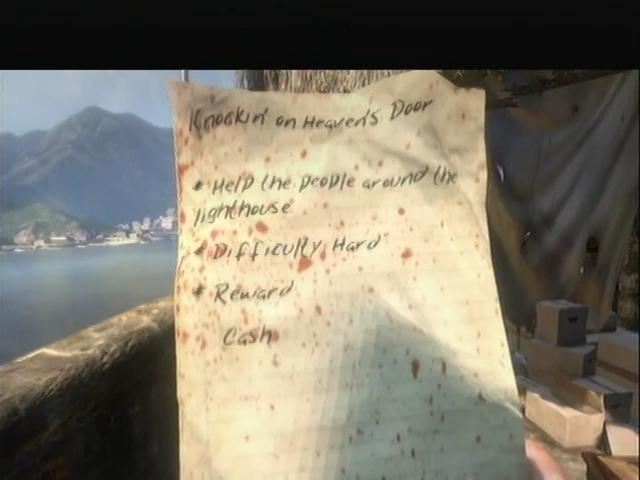 Knockin' on Heaven's Door
• Help the people around the
lighthouse
• Difficulty: Hard
• Reward
Cash